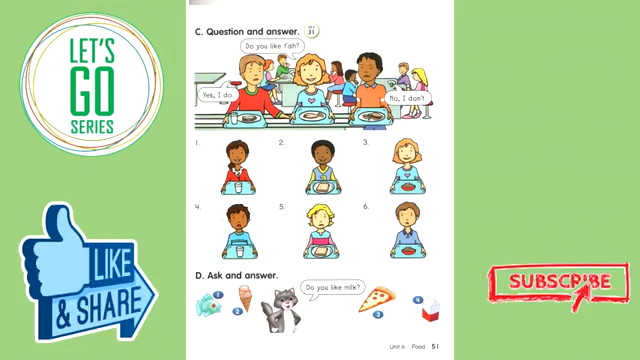 LET'S
GO
SERIES
C. Question and answer.
31
Do you like fish?
Yes, I do.
No, I don't.
1.
2.
3.
4.
5.
6.
D. Ask and answer.
Do you like milk?
1
2
3
4
Unit 6 / Food 51
LIKE
& SHARE
SUBSCRIBE